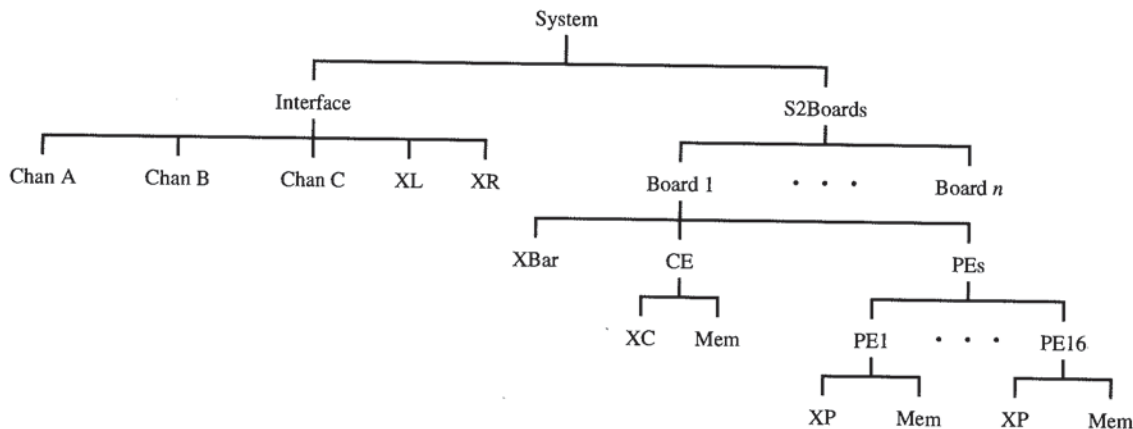 System
Interface
S2Boards
Chan A Chan B Chan C XL XR
Board 1 • • • Board n
XBar CE PEs
XC Mem
PE1 • • • PE16
XP Mem XP Mem